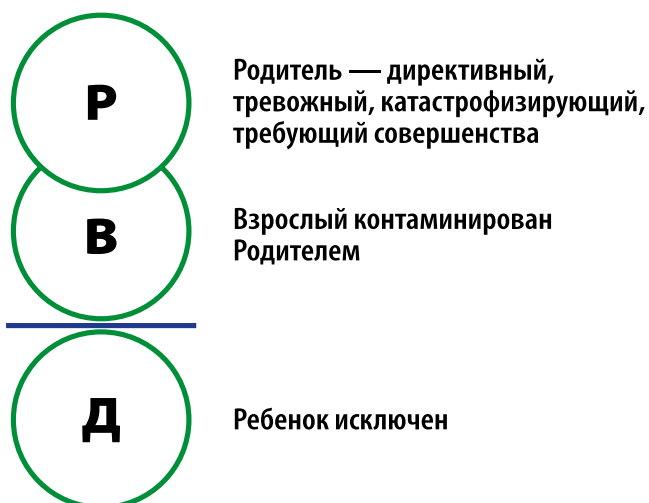 Р
Родитель — директивный,
тревожный, катастрофизирующий,
требующий совершенства
В
Взрослый контаминирован
Родителем
Д
Ребенок исключен